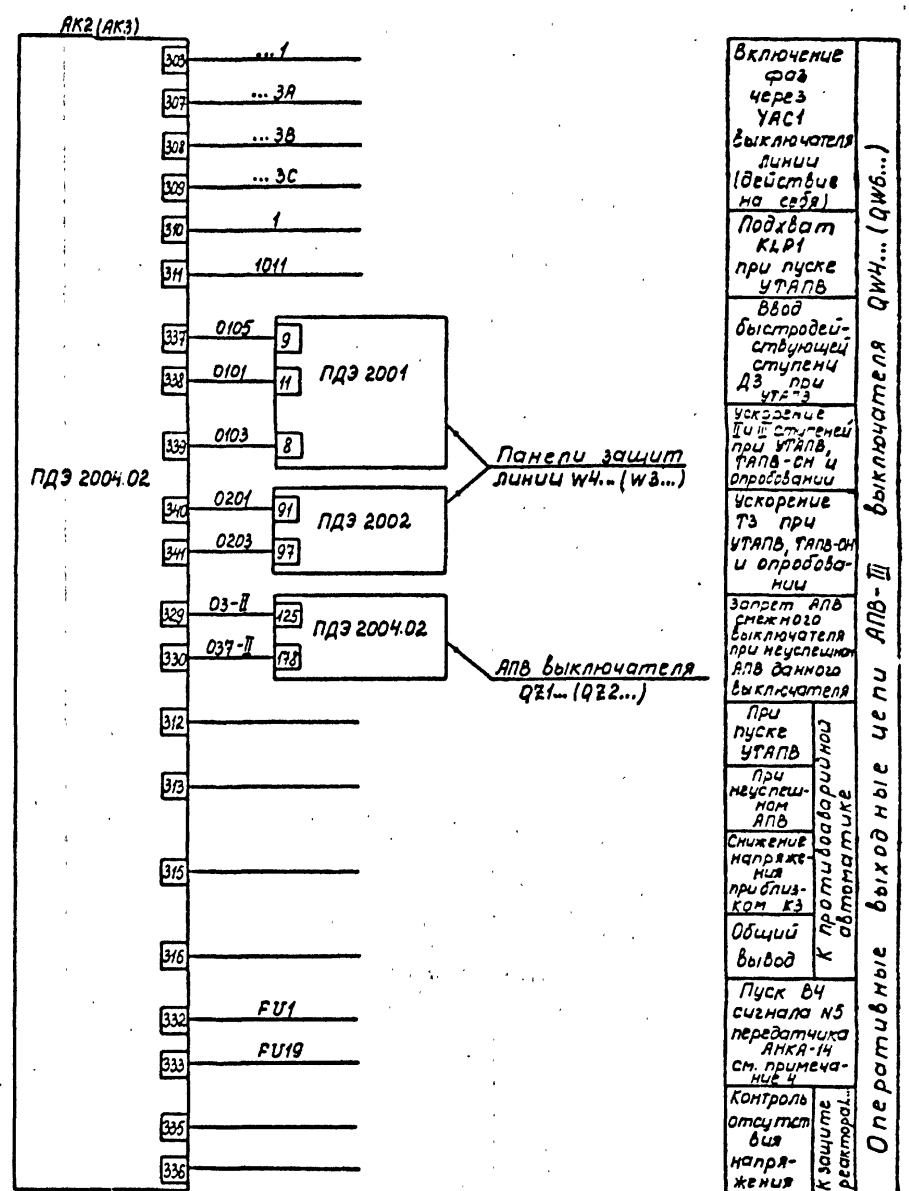 АК2(АК3)
ПДЭ 2004.02
303 ...1
307 ...3А
308 ...3В
309 ...3С
310 1
311 1011
337 0105 9
338 0101 11
339 0103 8
ПДЭ 2001
340 0201 91
341 0203 97
ПДЭ 2002
Панели защит
линии W4...(W3...)
329 03-II 125
330 037-II 178
ПДЭ 2004.02
АПВ выключателя
QZ1...(QZ2...)
312
313
315
316
332 FU1
333 FU19
335
336
Включение
фаз
через
YAC1
выключателя
линии
(действие
на себя)
Подхват
KLP1
при пуске
УТАПВ
Ввод
быстродей-
ствующей
ступени
ДЗ при
Ускорение
II и III ступеней
при УТАПВ,
ТАПВ-ОН и
опробовании
Ускорение
ТЗ при
УТАПВ, ТАПВ-ОН
и опробова-
нии
Запрет АПВ
смежного
выключателя
при неуспешном
АПВ данного
выключателя
При
пуске
УТАПВ
При
неуспеш-
ном
АПВ
Снижение
напряже-
ния
при близ-
ком КЗ
Общий
вывод
К противоаварийной
автоматике
Пуск ВЧ
сигнала N5
передатчика
АНКА-14
см. примеча-
ние 4
Контроль
отсутст
вия
напря-
жения
К защите
реактора1...
Оперативные выходные цепи АПВ-III выключателя QW4...(QW6...)